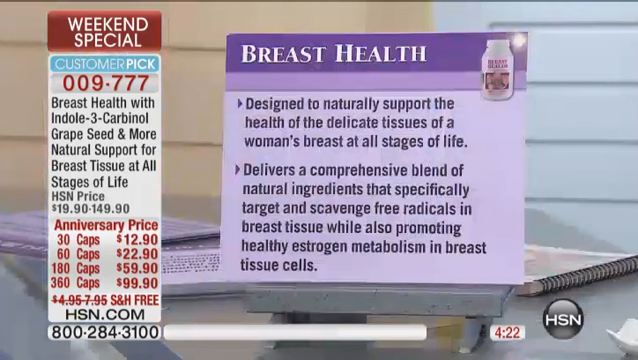 WEEKEND
SPECIAL
CUSTOMERPICK
009•777
Breast Health with
Indole-3-Carbinol
Grape Seed & More
Natural Support for
Breast Tissue at All
Stages of Life
HSN Price
$19.90-149.90
Anniversary Price
30 Caps $12.90
60 Caps $22.90
180 Caps $59.90
360 Caps $99.90
$4.95-7.95 S&H FREE
HSN.COM
800-284-3100
BREAST HEALTH
BREAST
HEALTH
Designed to naturally support the
health of the delicate tissues of a
woman's breast at all stages of life.
Delivers a comprehensive blend of
natural ingredients that specifically
target and scavenge free radicals in
breast tissue while also promoting
healthy estrogen metabolism in breast
tissue cells.
4:22
HSN